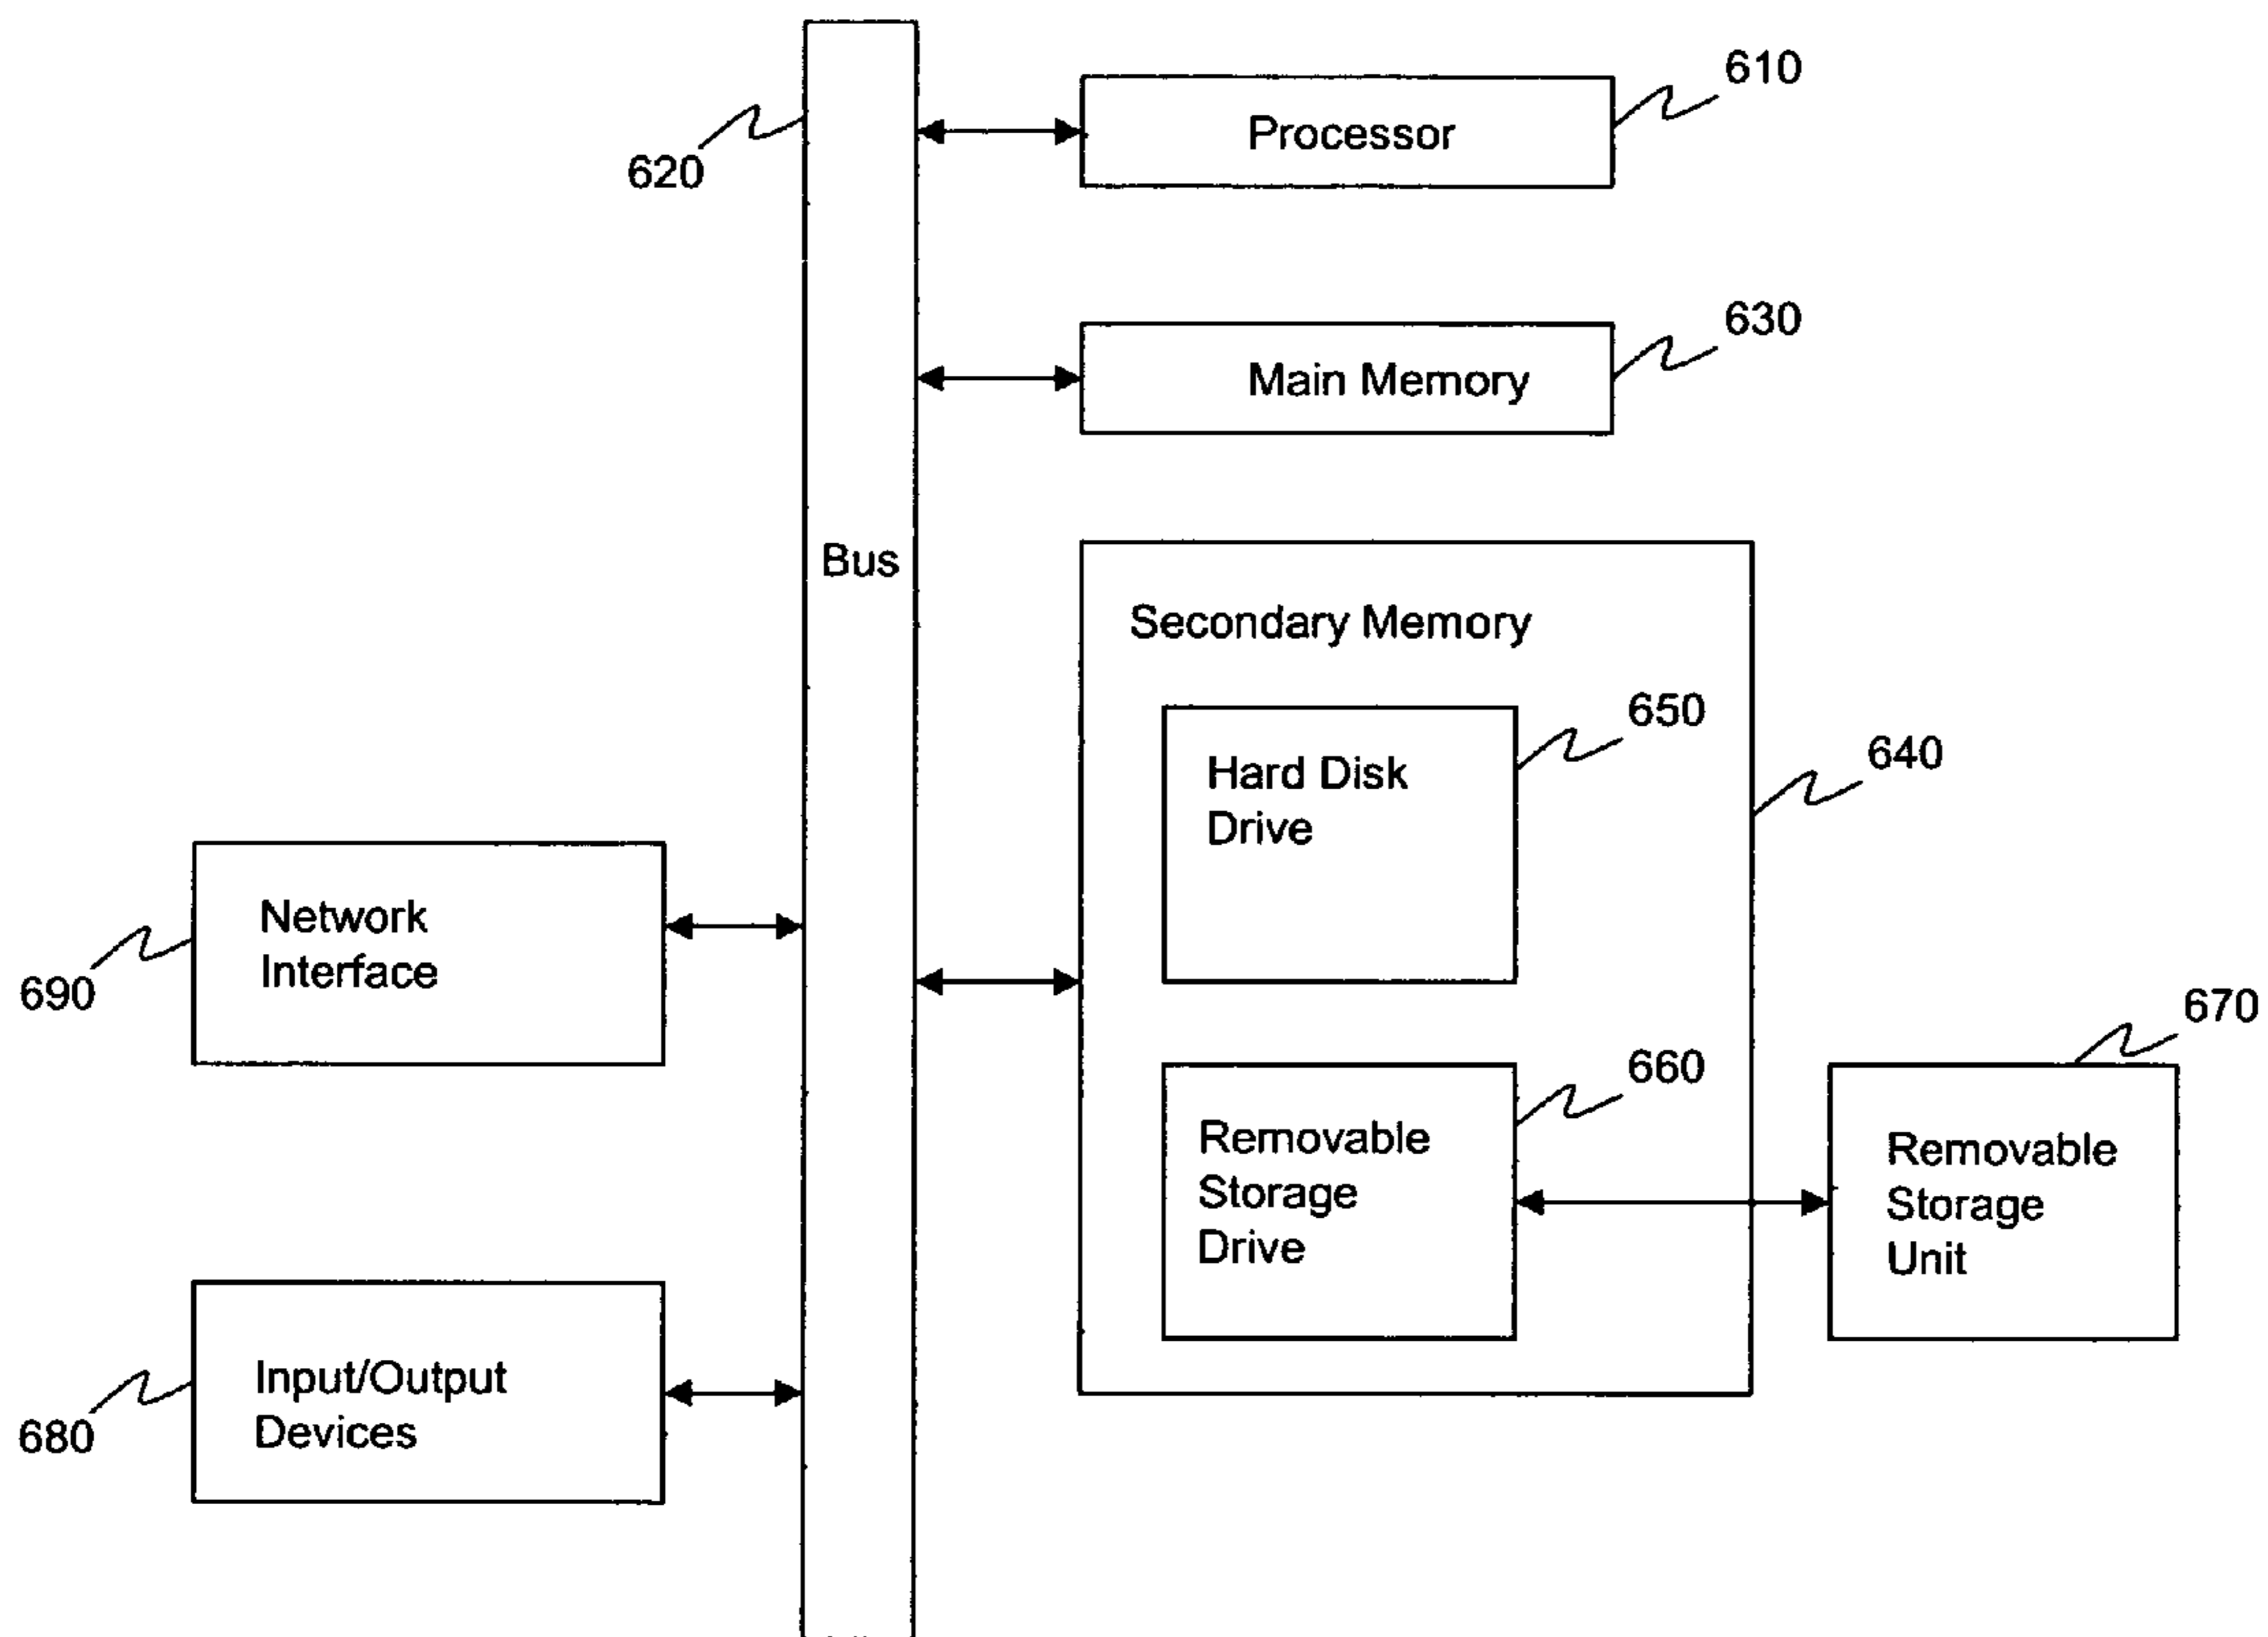 610
Processor
620
630
Main Memory
Bus
Secondary Memory
650
Hard Disk
Drive
640
Network
Interface
690
670
660
Removable
Storage
Drive
Removable
Storage
Unit
Input/Output
Devices
680